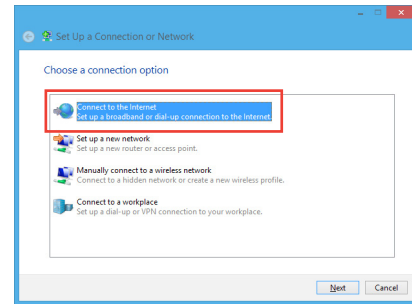 Set Up a Connection or Network
Choose a connection option
Connect to the Internet
Set up a broadband or dial-up connection to the Internet.
Set up a new network
Set up a new router or access point.
Manually connect to a wireless network
Connect to a hidden network or create a new wireless profile.
Connect to a workplace
Set up a dial-up or VPN connection to your workplace.
Next
Cancel